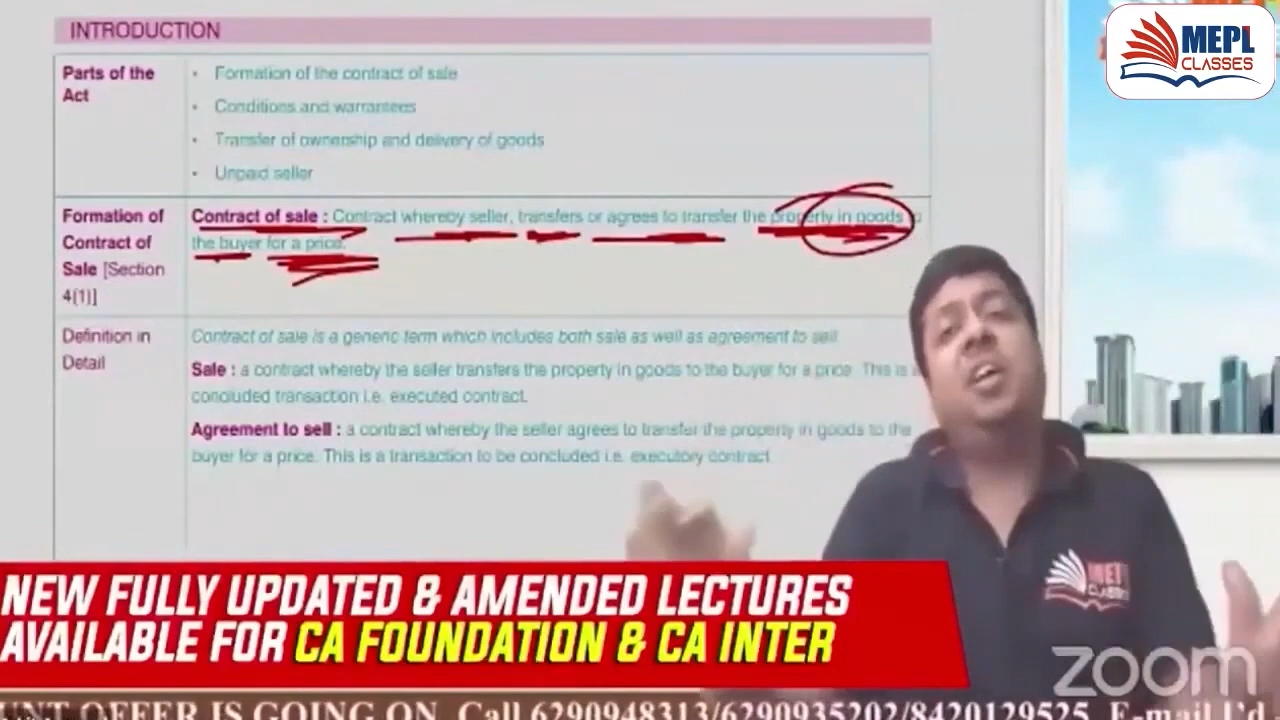 INTRODUCTION
MEPL
CLASSES
Parts of the
Act
• Formation of the contract of sale
• Conditions and warrantees
• Transfer of ownership and delivery of goods
• Unpaid seller
Formation of
Contract of
Sale [Section
4(1)]
Contract of sale : Contract whereby seller, transfers or agrees to transfer the property in goods to
the buyer for a price.
Definition in
Detail
Contract of sale is a generic term which includes both sale as well as agreement to sell
Sale : a contract whereby the seller transfers the property in goods to the buyer for a price. This is a
concluded transaction i.e. executed contract.
Agreement to sell : a contract whereby the seller agrees to transfer the property in goods to the
buyer for a price. This is a transaction to be concluded i.e. executory contract
MEPL
CLASSES
NEW FULLY UPDATED & AMENDED LECTURES
AVAILABLE FOR CA FOUNDATION & CA INTER
zoom
OFFER IS GOING ON. Call 6290948313/6290935202/8420129525, E-mail I'd